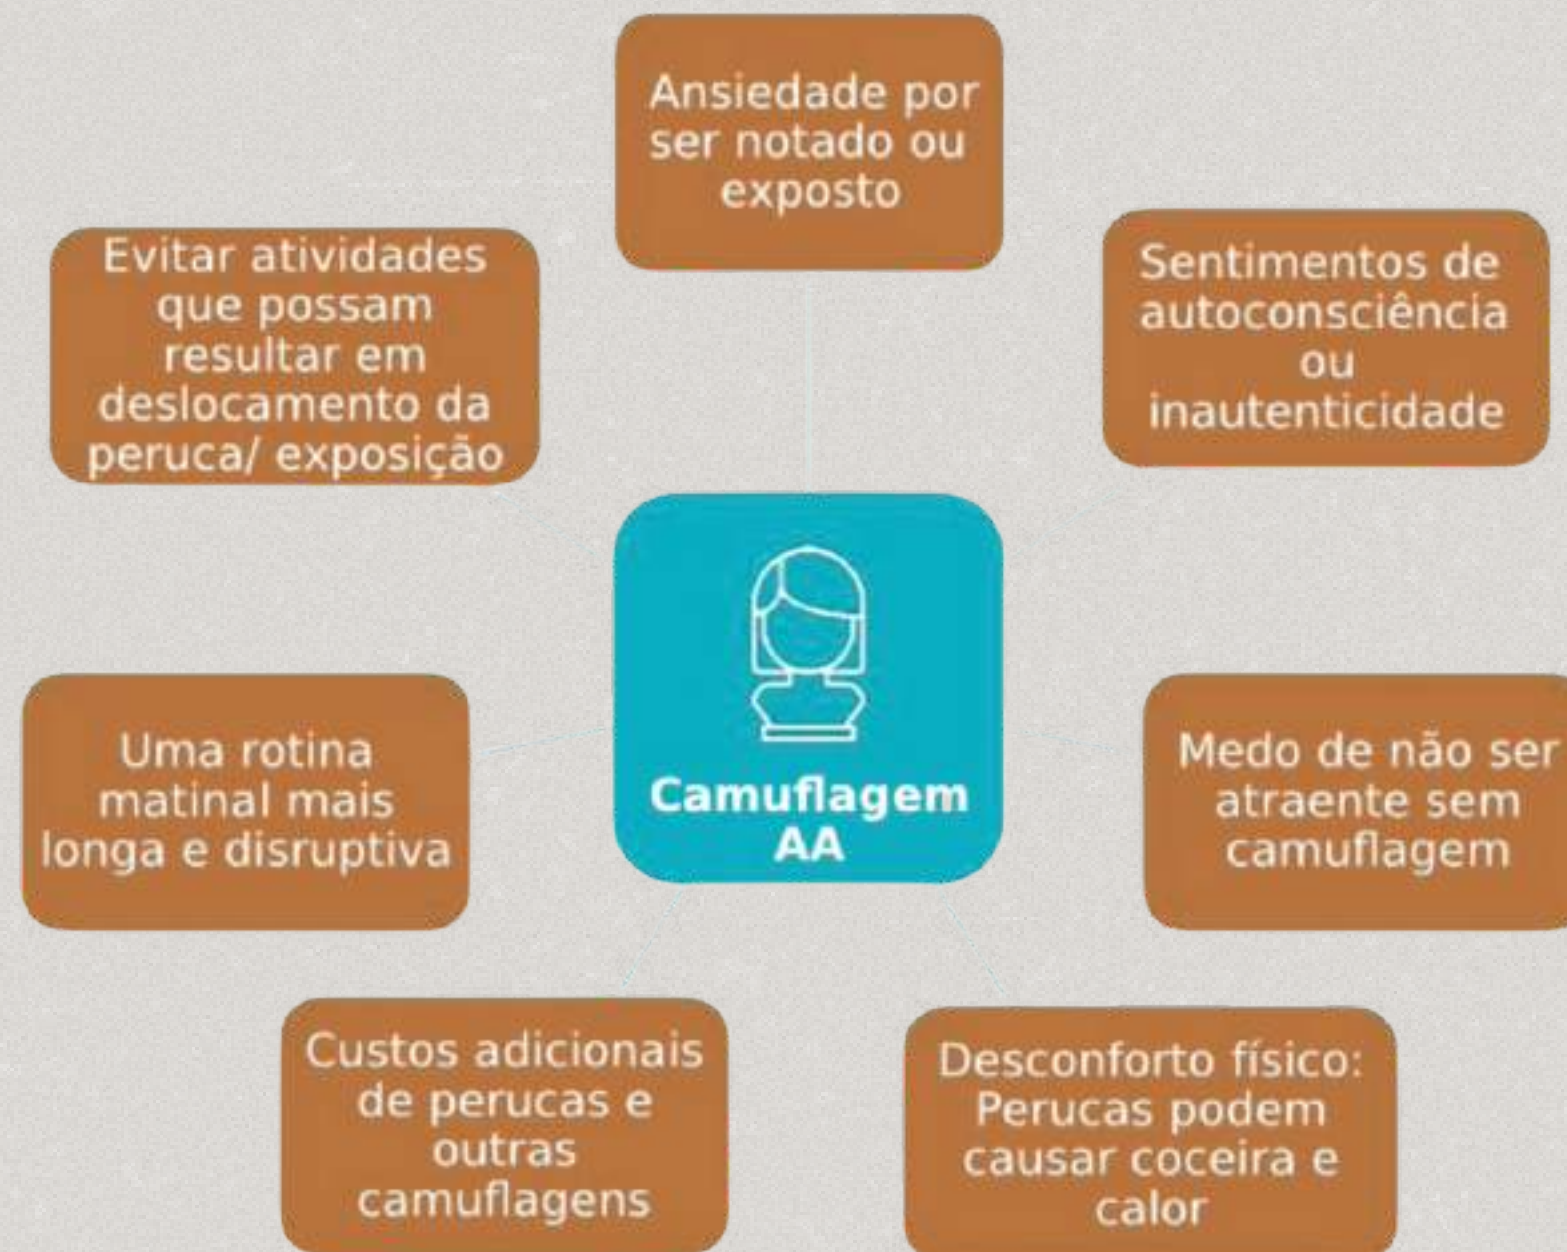 Ansiedade por
ser notado ou
exposto
Sentimentos de
autoconsciência
ou
inautenticidade
Medo de não ser
atraente sem
camuflagem
Desconforto físico:
Perucas podem
causar coceira e
calor
Custos adicionais
de perucas e
outras
camuflagens
Uma rotina
matinal mais
longa e disruptiva
Evitar atividades
que possam
resultar em
deslocamento da
peruca/ exposição
Camuflagem
AA